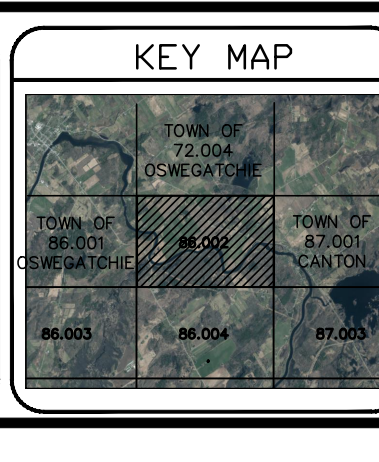 KEY MAP
TOWN OF
72.004
OSWEGATCHIE
TOWN OF
86.001
OSWEGATCHIE
86.002
TOWN OF
87.001
CANTON
86.003
86.004
87.003